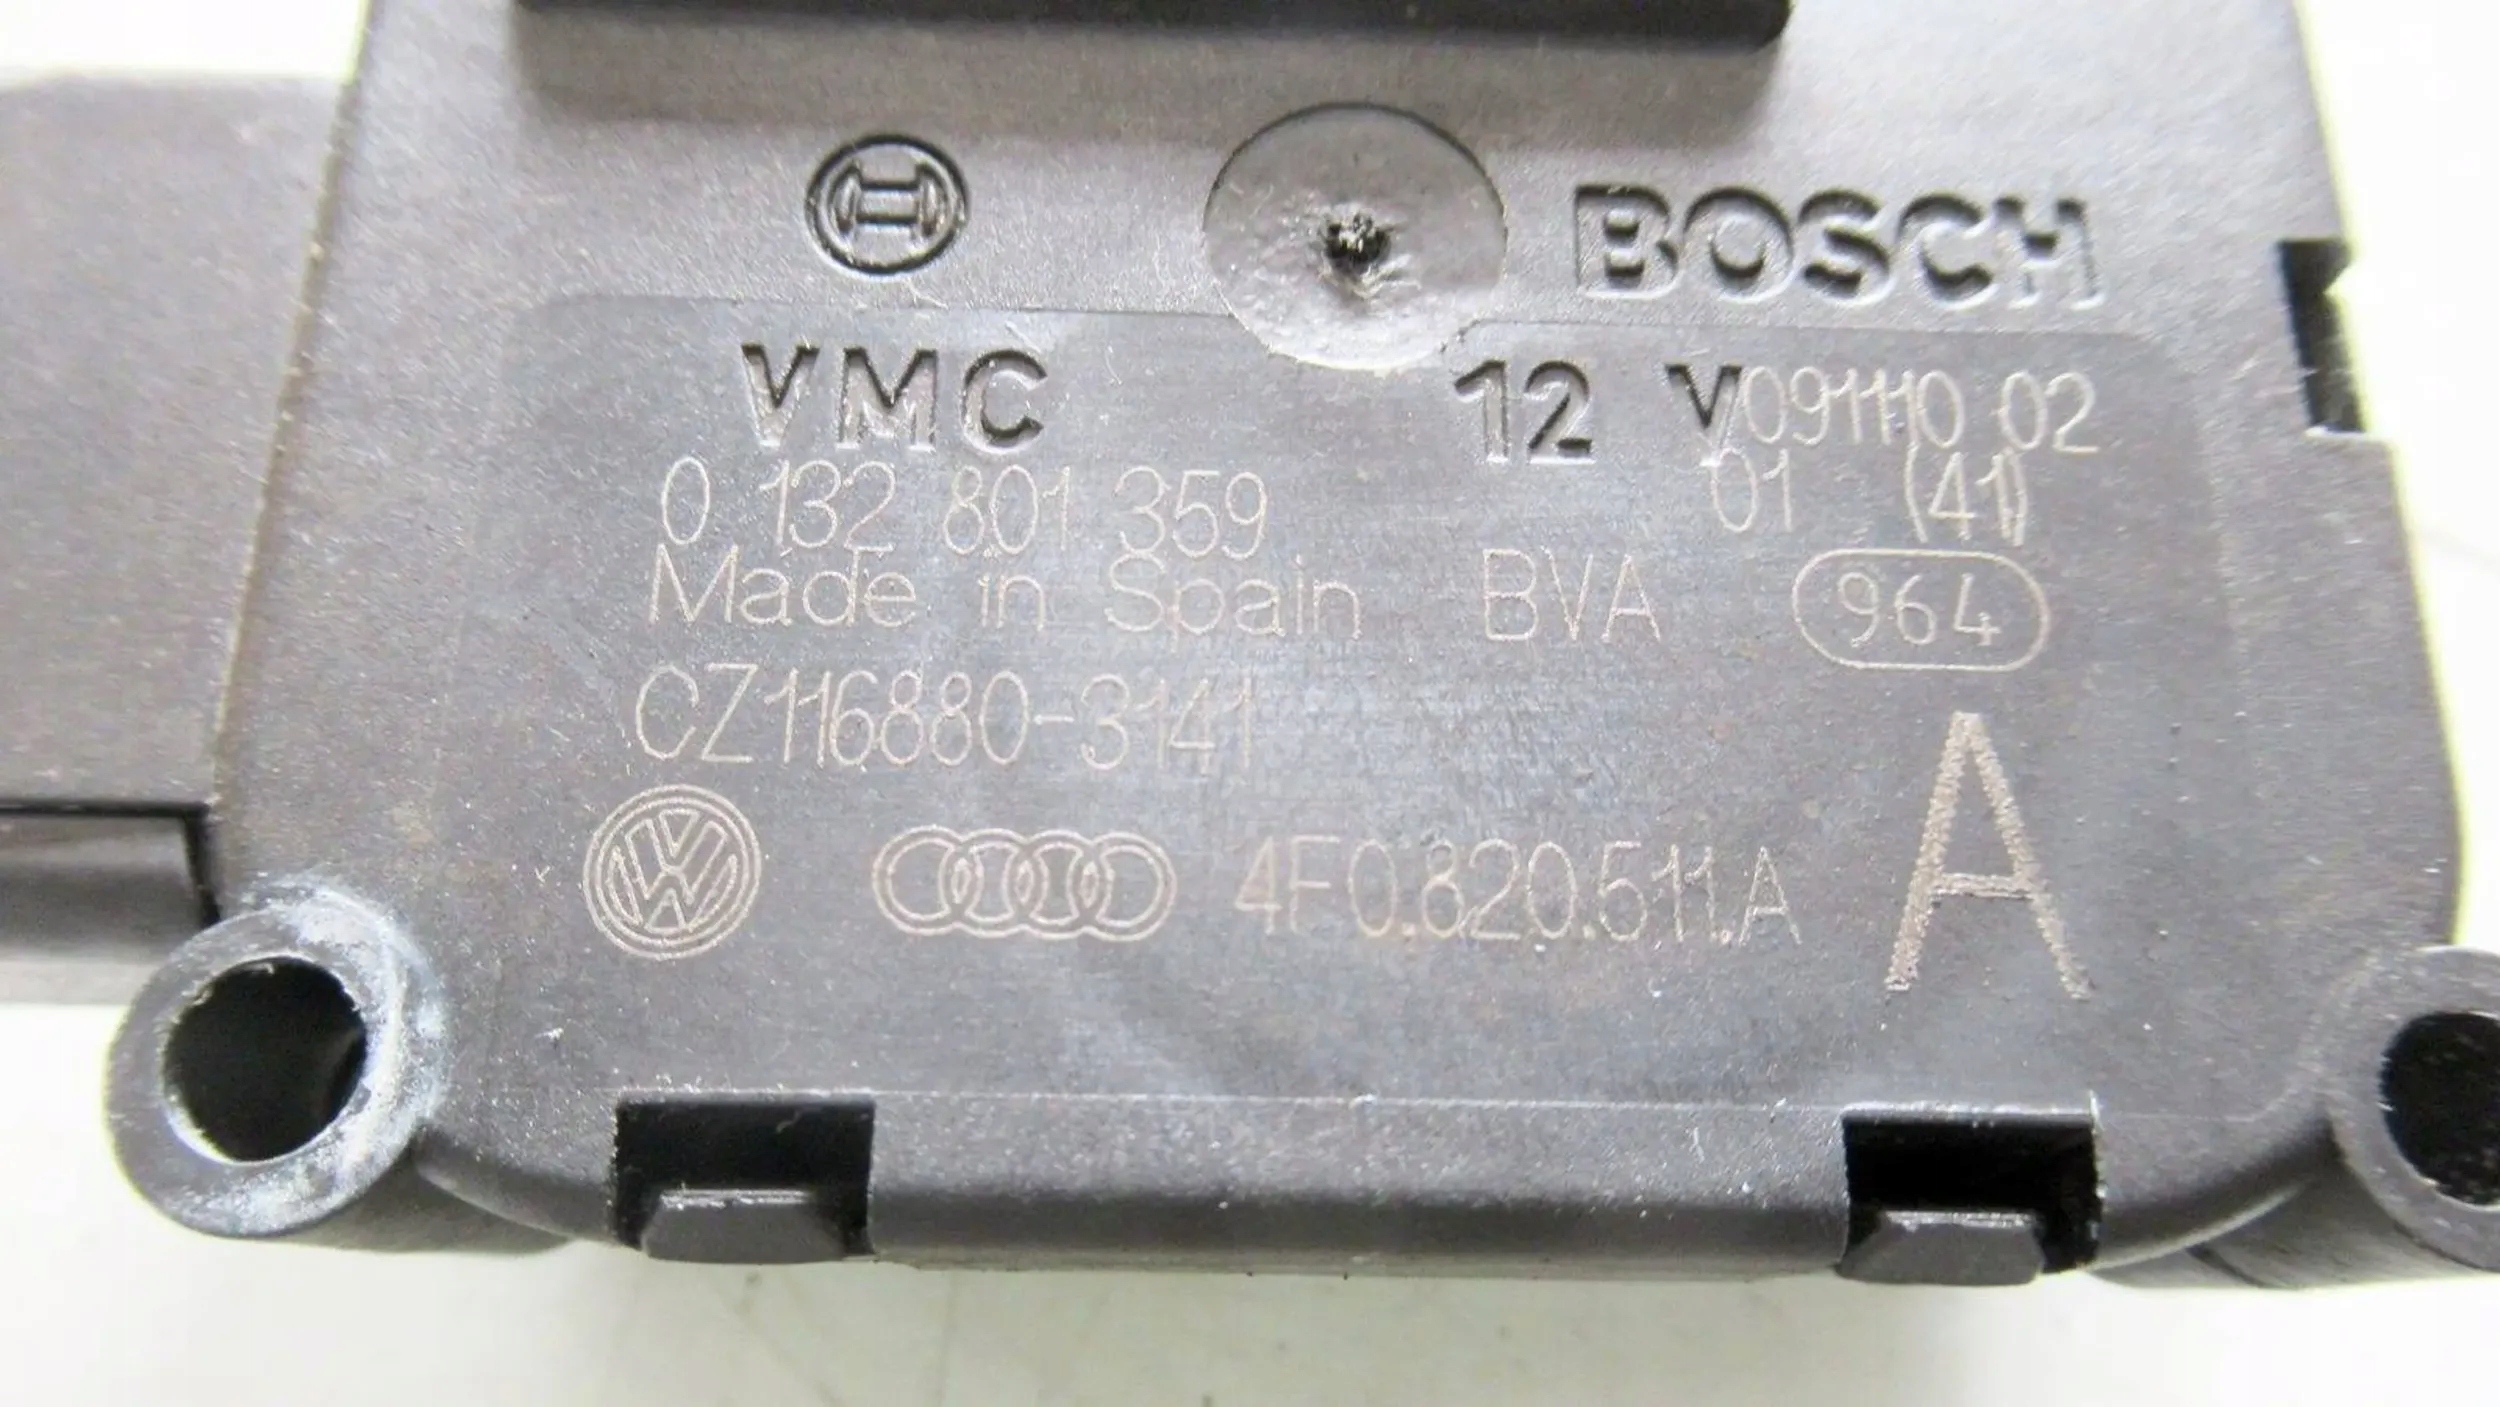 BOSCH
VMC 12 V 091110 02
0 132 801 359 01 (41)
Made in Spain BVA 964
CZ116880-3141
4F0.820.511.A A